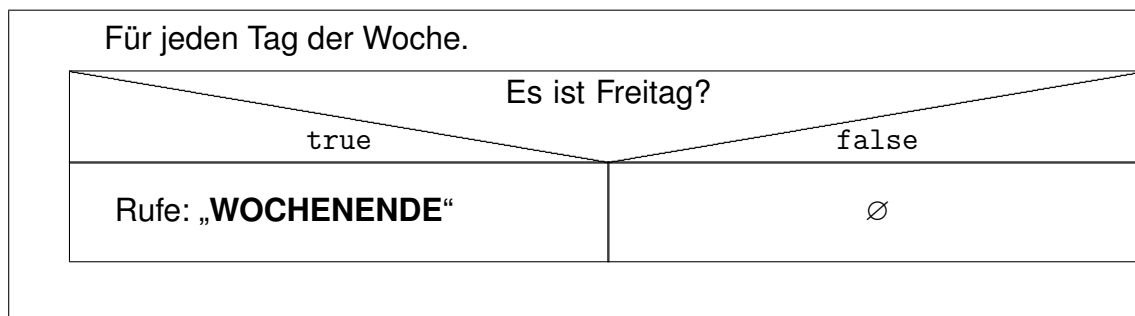 Für jeden Tag der Woche.
Es ist Freitag?
true false
Rufe: „WOCHENENDE“ ∅